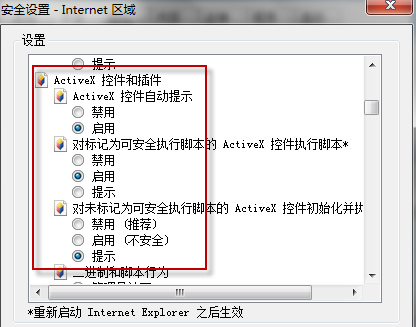 安全设置 - Internet 区域
设置
提示
ActiveX 控件和插件
ActiveX 控件自动提示
禁用
启用
对标记为可安全执行脚本的 ActiveX 控件执行脚本*
禁用
启用
提示
对未标记为可安全执行脚本的 ActiveX 控件初始化并执
禁用 (推荐)
启用 (不安全)
提示
二进制和脚本行为
*重新启动 Internet Explorer 之后生效